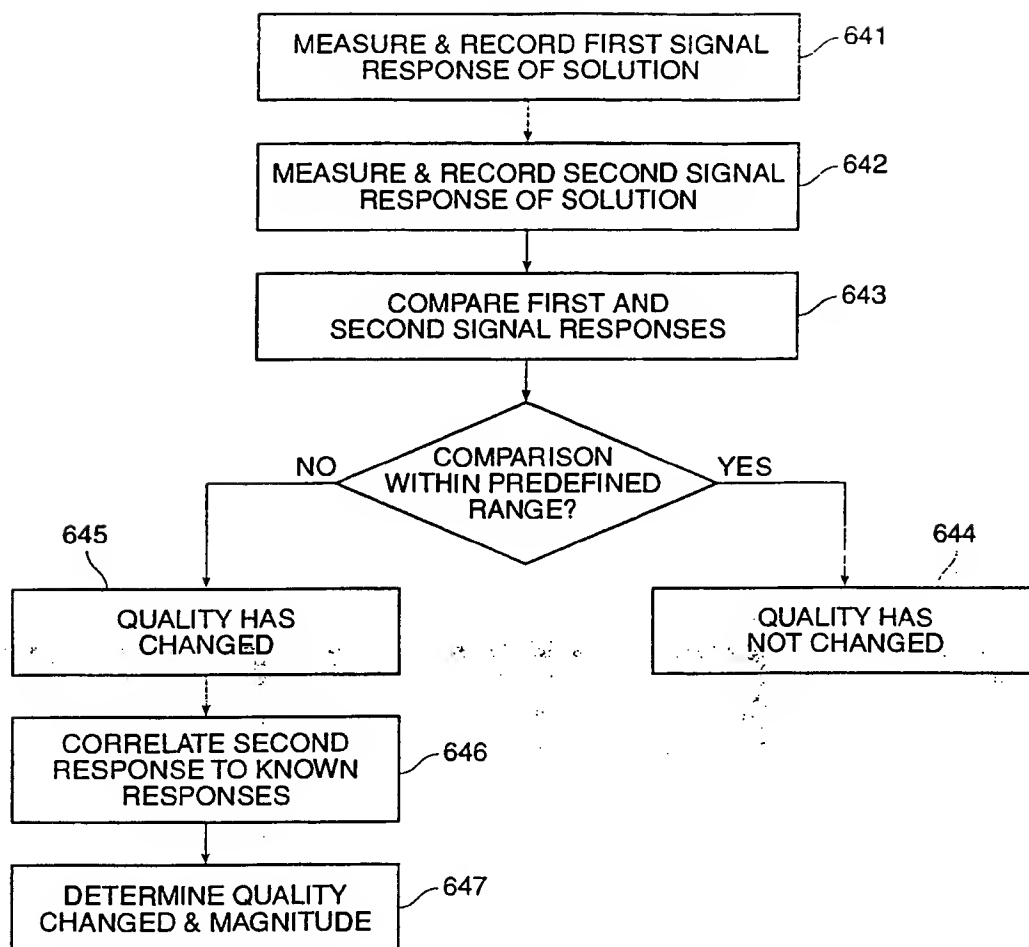 MEASURE & RECORD FIRST SIGNAL
RESPONSE OF SOLUTION
641
MEASURE & RECORD SECOND SIGNAL
RESPONSE OF SOLUTION
642
COMPARE FIRST AND
SECOND SIGNAL RESPONSES
643
COMPARISON
WITHIN PREDEFINED
RANGE?
NO
YES
645
QUALITY HAS
CHANGED
644
QUALITY HAS
NOT CHANGED
CORRELATE SECOND
RESPONSE TO KNOWN
RESPONSES
646
DETERMINE QUALITY
CHANGED & MAGNITUDE
647